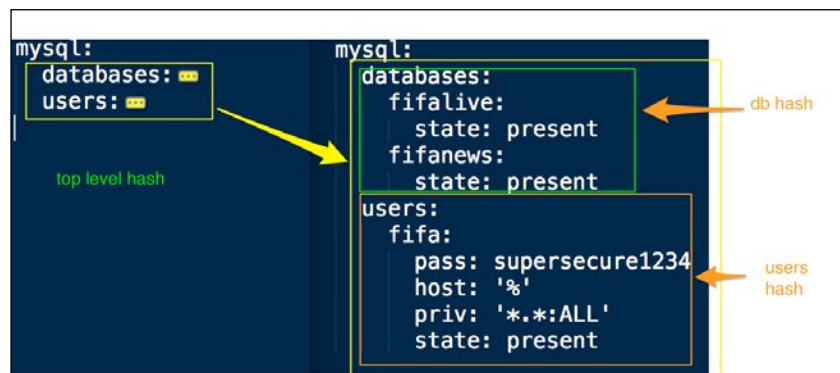 mysql:
databases:
users:
top level hash
mysql:
databases:
fifalive:
state: present
fifanews:
state: present
users:
fifa:
pass: supersecure1234
host: '%'
priv: '*.*:ALL'
state: present
db hash
users
hash